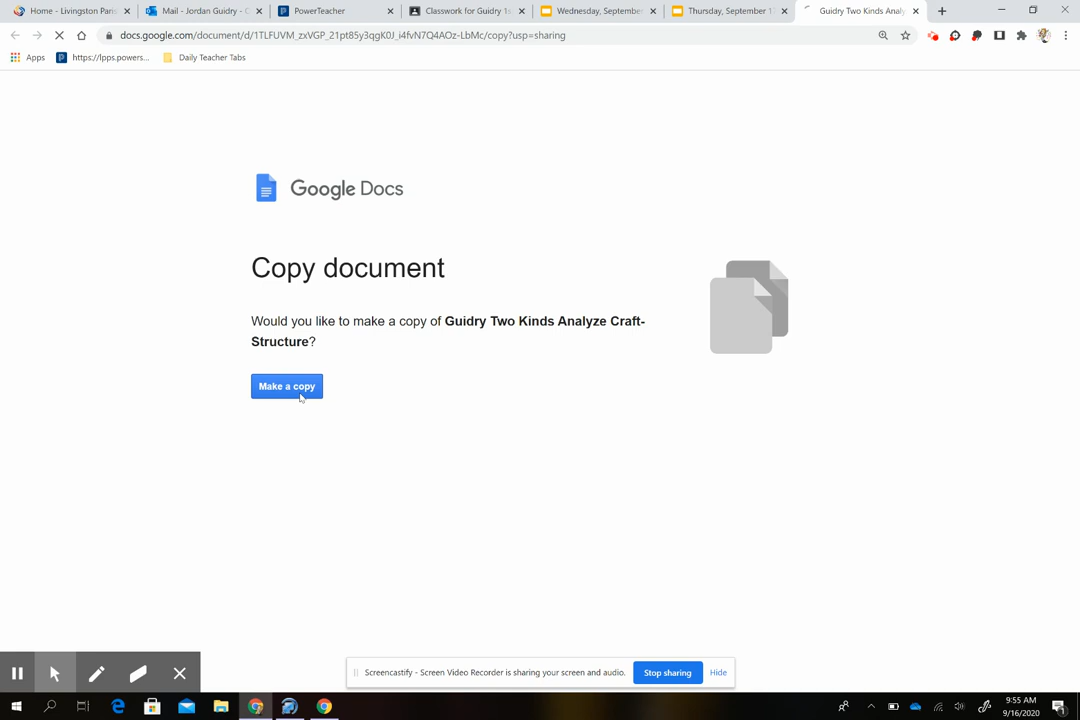 Home - Livingston Paris
Mail - Jordan Guidry -
PowerTeacher
Classwork for Guidry 1s
Wednesday, September
Thursday, September 1
Guidry Two Kinds Analy
docs.google.com/document/d/1TLFUVM_zxVGP_21pt85y3qgK0J_i4fvN7Q4AOz-LbMc/copy?usp=sharing
Apps
https://lpps.powers...
Daily Teacher Tabs
Google Docs
Copy document
Would you like to make a copy of Guidry Two Kinds Analyze Craft-
Structure?
Make a copy
Screencastify - Screen Video Recorder is sharing your screen and audio.
Stop sharing
Hide
9:55 AM
9/16/2020